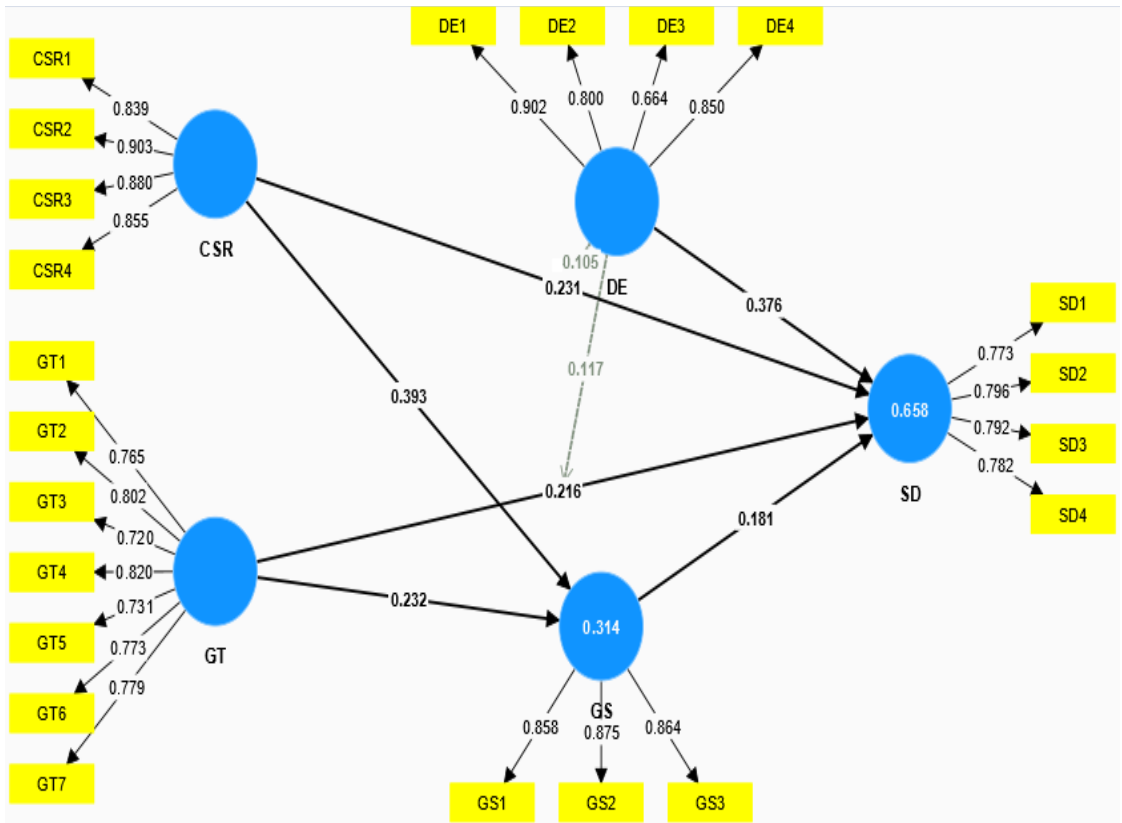 DE1
DE2
DE3
DE4
CSR1
CSR2
CSR3
CSR4
0.839
0.903
0.880
0.855
CSR
0.902
0.800
0.664
0.850
DE
0.105
0.231
0.376
0.117
0.393
GT1
GT2
GT3
GT4
GT5
GT6
GT7
0.765
0.802
0.720
0.820
0.731
0.773
0.779
GT
0.216
0.232
0.181
0.658
SD
0.773
0.796
0.792
0.782
SD1
SD2
SD3
SD4
0.314
GS
0.858
0.875
0.864
GS1
GS2
GS3